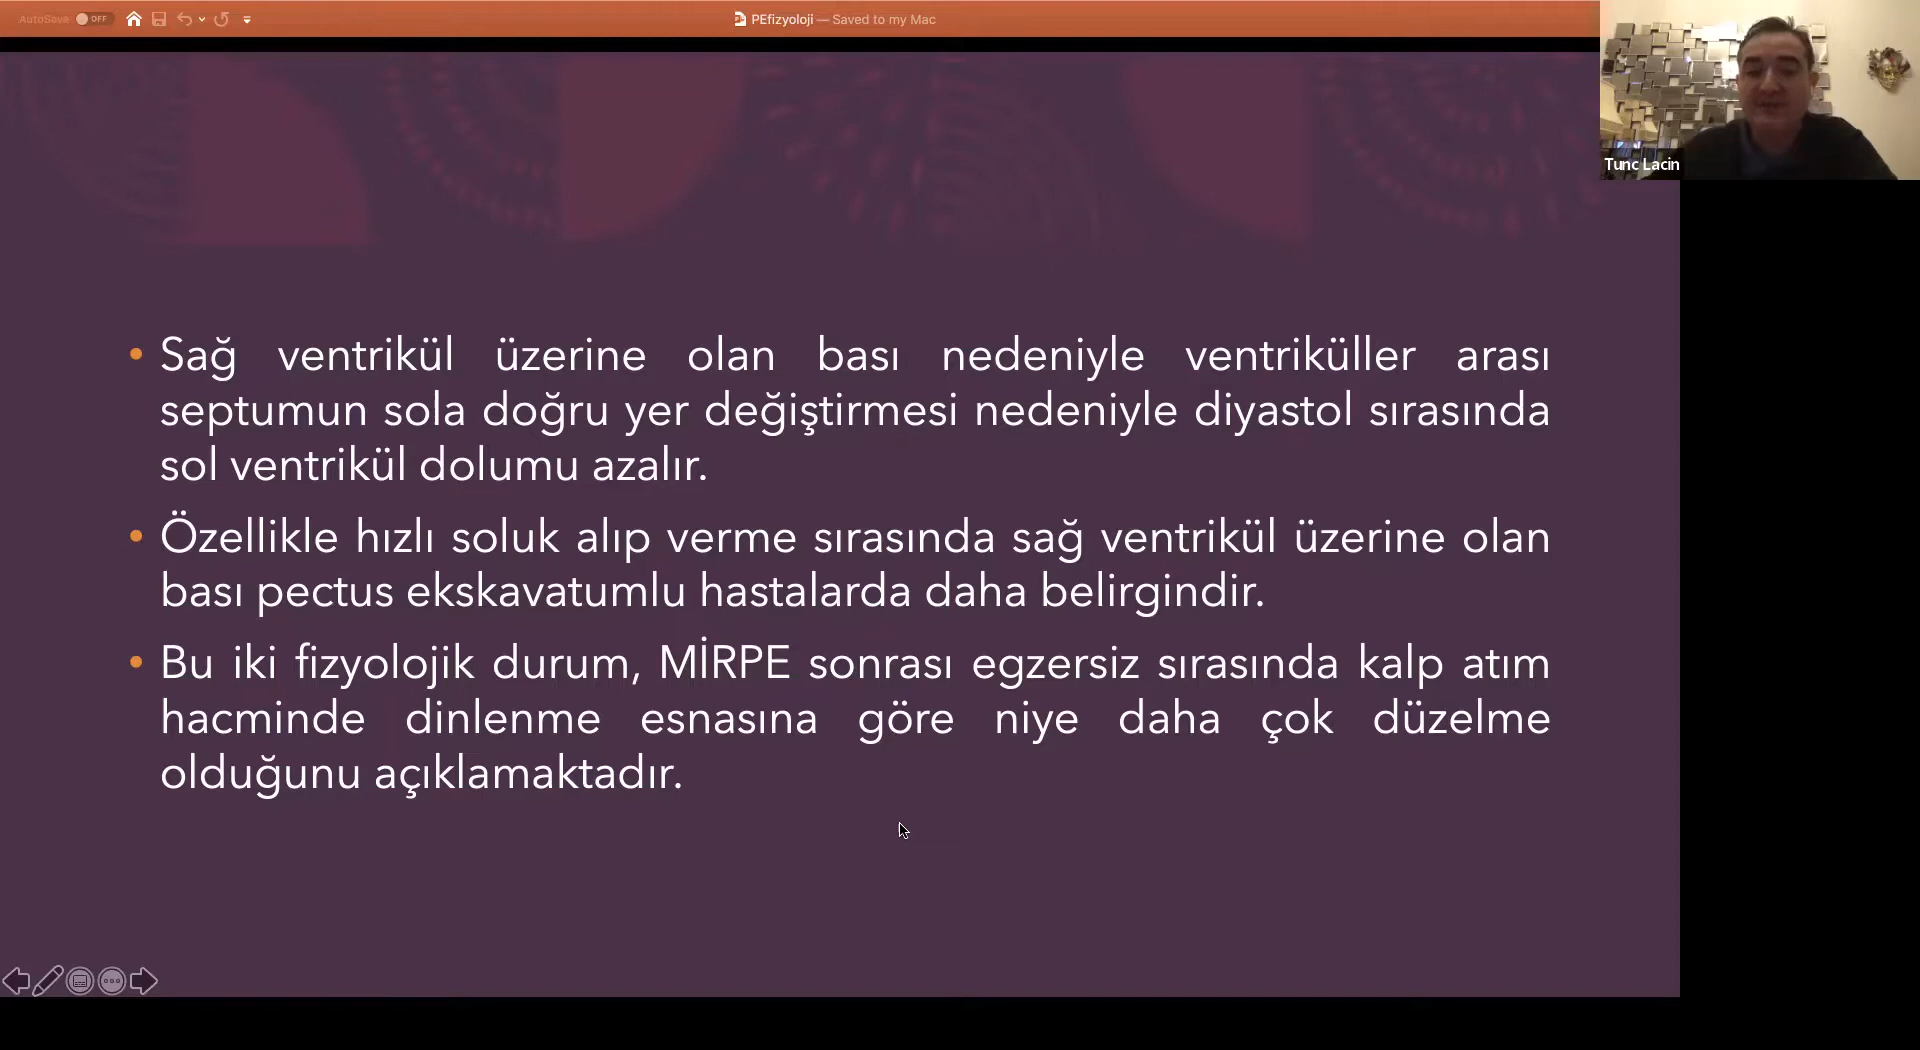 AutoSave OFF
PEfizyoloji — Saved to my Mac
Tunc Lacin
• Sağ ventrikül üzerine olan bası nedeniyle ventriküller arası
septumun sola doğru yer değiştirmesi nedeniyle diyastol sırasında
sol ventrikül dolumu azalır.
• Özellikle hızlı soluk alıp verme sırasında sağ ventrikül üzerine olan
bası pectus ekskavatumlu hastalarda daha belirgindir.
• Bu iki fizyolojik durum, MİRPE sonrası egzersiz sırasında kalp atım
hacminde dinlenme esnasına göre niye daha çok düzelme
olduğunu açıklamaktadır.